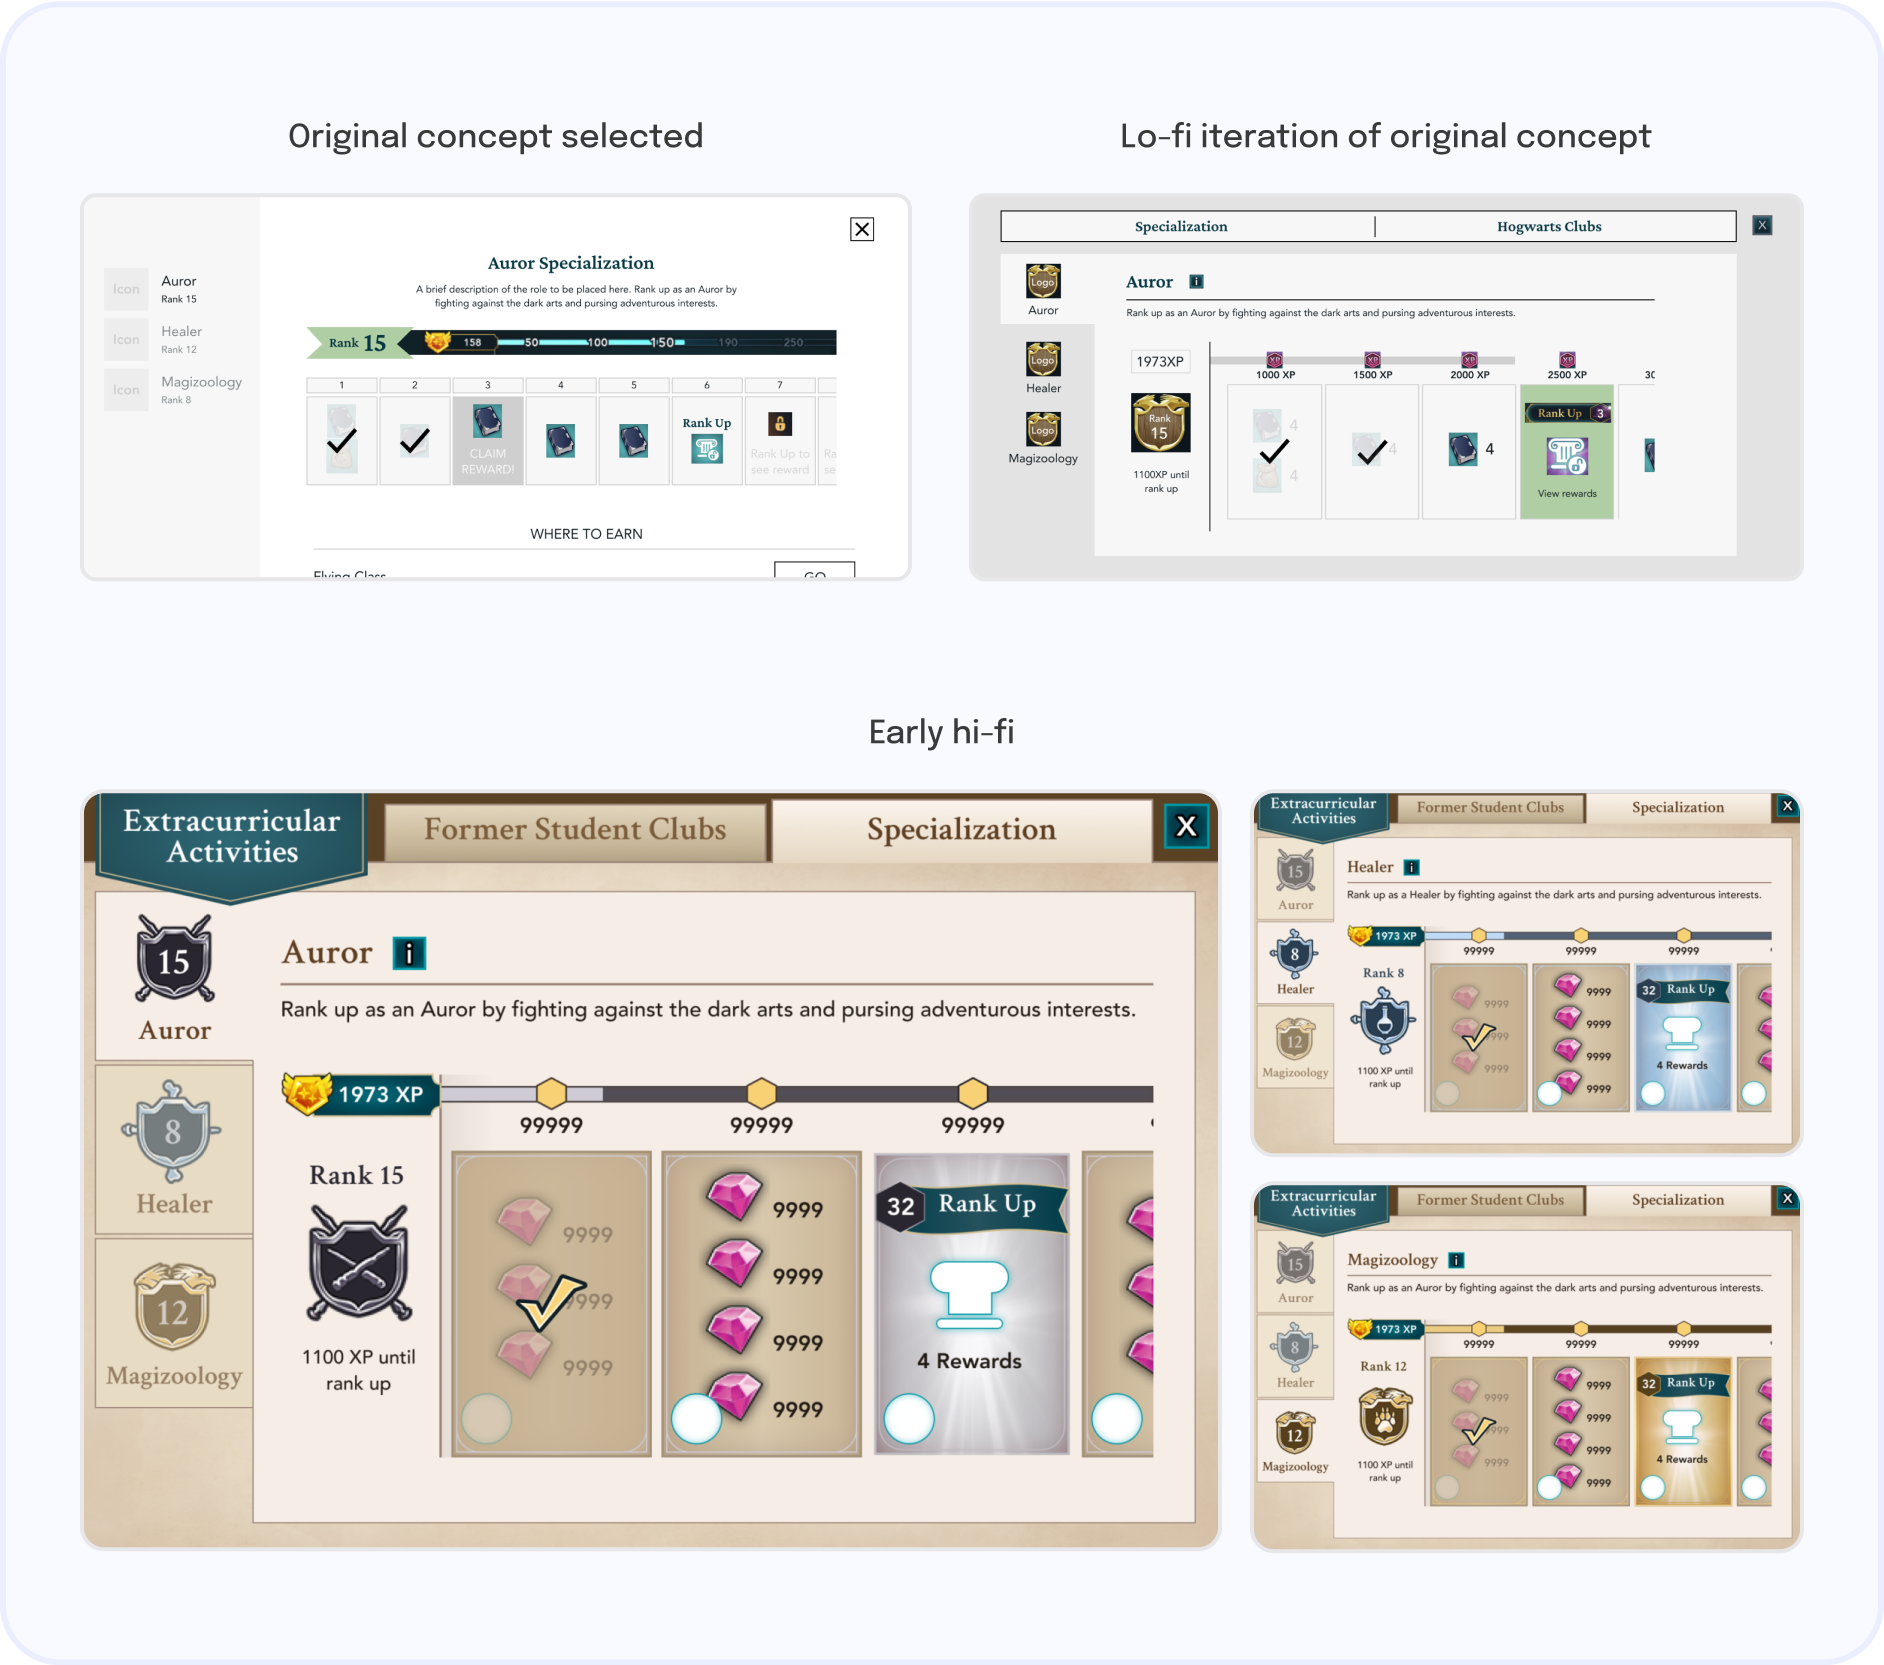 Original concept selected
Icon
Auror
Rank 15
Icon
Healer
Rank 12
Icon
Magizoology
Rank 8
X
Auror Specialization
A brief description of the role to be placed here. Rank up as an Auror by
fighting against the dark arts and pursing adventurous interests.
Rank 15
158 50 100 150 190 250
1 2 3 4 5 6 7
CLAIM
REWARD!
Rank Up
Rank Up to
see reward
Ra
se
WHERE TO EARN
Flying Class
GO
Lo-fi iteration of original concept
Specialization
Hogwarts Clubs
X
Logo
Auror
Logo
Healer
Logo
Magizoology
Auror i
Rank up as an Auror by fighting against the dark arts and pursing adventurous interests.
1973XP
Rank
15
1100XP until
rank up
XP XP XP XP
1000 XP 1500 XP 2000 XP 2500 XP 30
4
4
4
4
Rank Up 3
View rewards
Early hi-fi
Extracurricular
Activities
Former Student Clubs
Specialization
X
15
Auror
8
Healer
12
Magizoology
Auror i
Rank up as an Auror by fighting against the dark arts and pursing adventurous interests.
1973 XP
99999 99999 99999
Rank 15
1100 XP until
rank up
9999
9999
9999
9999
9999
9999
9999
32 Rank Up
4 Rewards
Extracurricular
Activities
Former Student Clubs
Specialization
X
15
Auror
8
Healer
12
Magizoology
Healer i
Rank up as a Healer by fighting against the dark arts and pursing adventurous interests.
1973 XP
99999 99999 99999
Rank 8
1100 XP until
rank up
9999
9999
9999
9999
9999
9999
9999
32 Rank Up
4 Rewards
Extracurricular
Activities
Former Student Clubs
Specialization
X
15
Auror
8
Healer
12
Magizoology
Magizoology i
Rank up as an Auror by fighting against the dark arts and pursing adventurous interests.
1973 XP
99999 99999 99999
Rank 12
1100 XP until
rank up
9999
9999
9999
9999
9999
9999
9999
32 Rank Up
4 Rewards